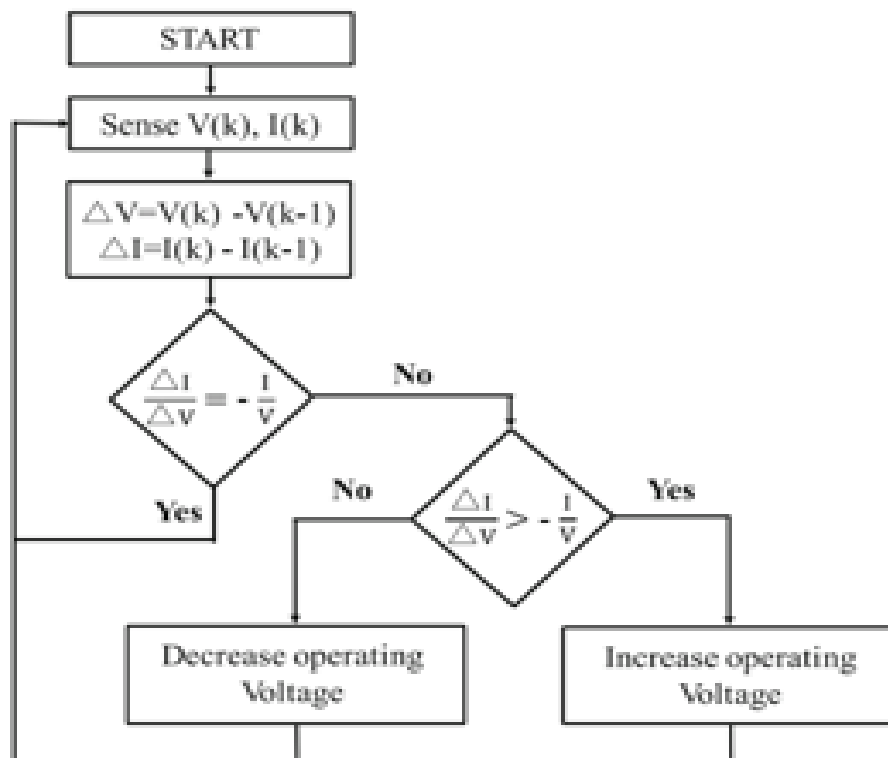 START
Sense V(k), I(k)
△V=V(k) -V(k-1)
△I=I(k) - I(k-1)
△I/△V = - I/V
No
Yes
△I/△V > - I/V
No
Yes
Decrease operating
Voltage
Increase operating
Voltage